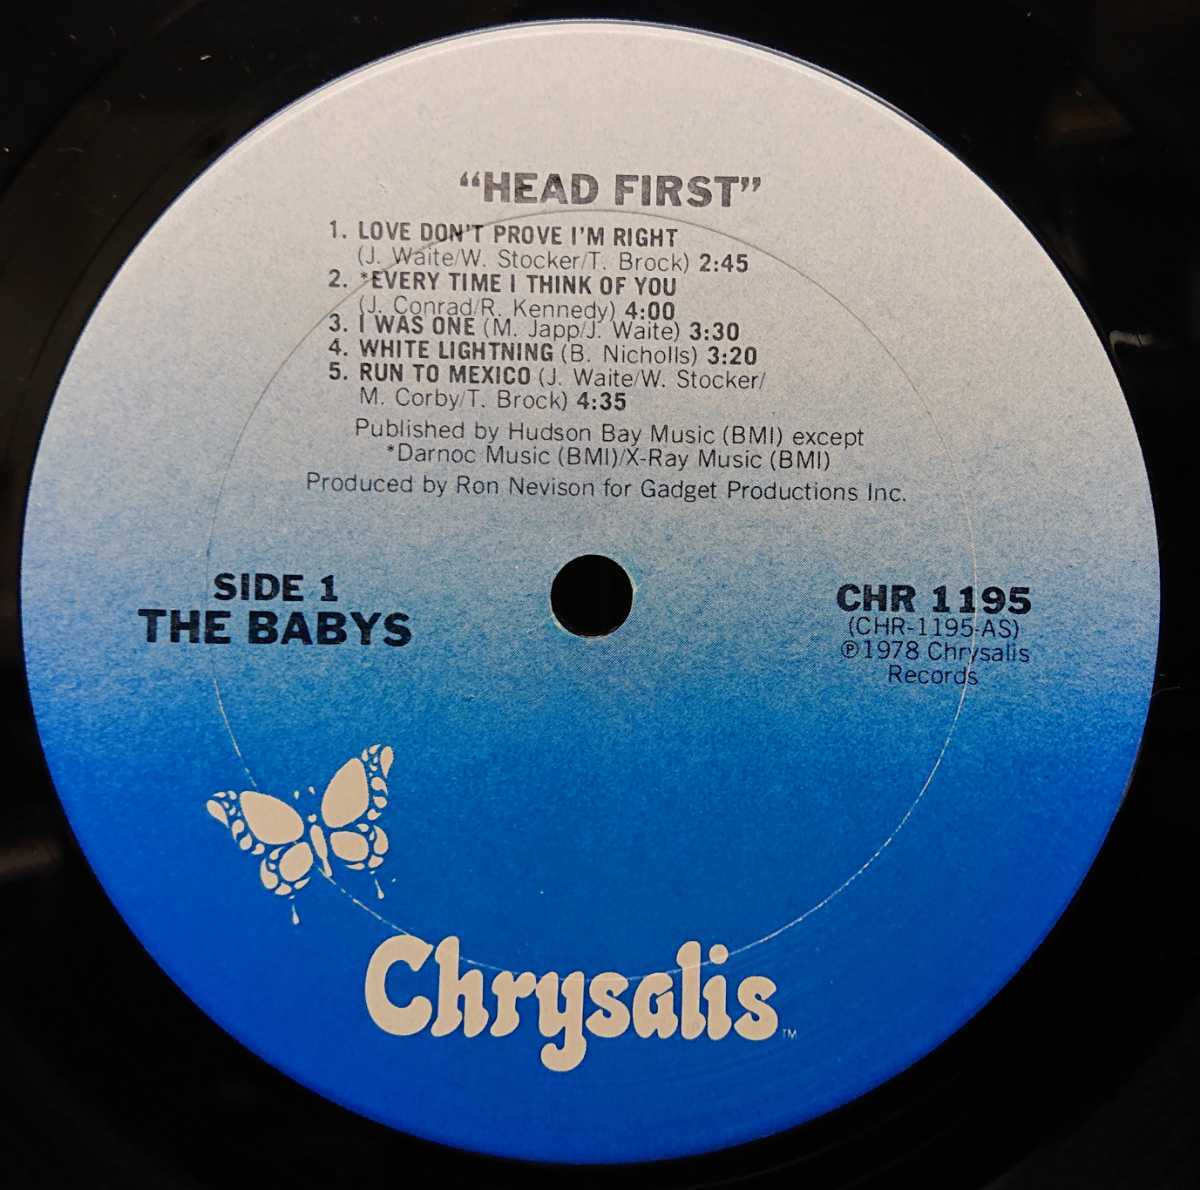 “HEAD FIRST”
1. LOVE DON'T PROVE I'M RIGHT
(J. Waite/W. Stocker/T. Brock) 2:45
2. *EVERY TIME I THINK OF YOU
(J. Conrad/R. Kennedy) 4:00
3. I WAS ONE (M. Japp/J. Waite) 3:30
4. WHITE LIGHTNING (B. Nicholls) 3:20
5. RUN TO MEXICO (J. Waite/W. Stocker/
M. Corby/T. Brock) 4:35
Published by Hudson Bay Music (BMI) except
*Darnoc Music (BMI)/X-Ray Music (BMI)
Produced by Ron Nevison for Gadget Productions Inc.
SIDE 1
THE BABYS
CHR 1195
(CHR-1195-AS)
℗1978 Chrysalis
Records
Chrysalis™